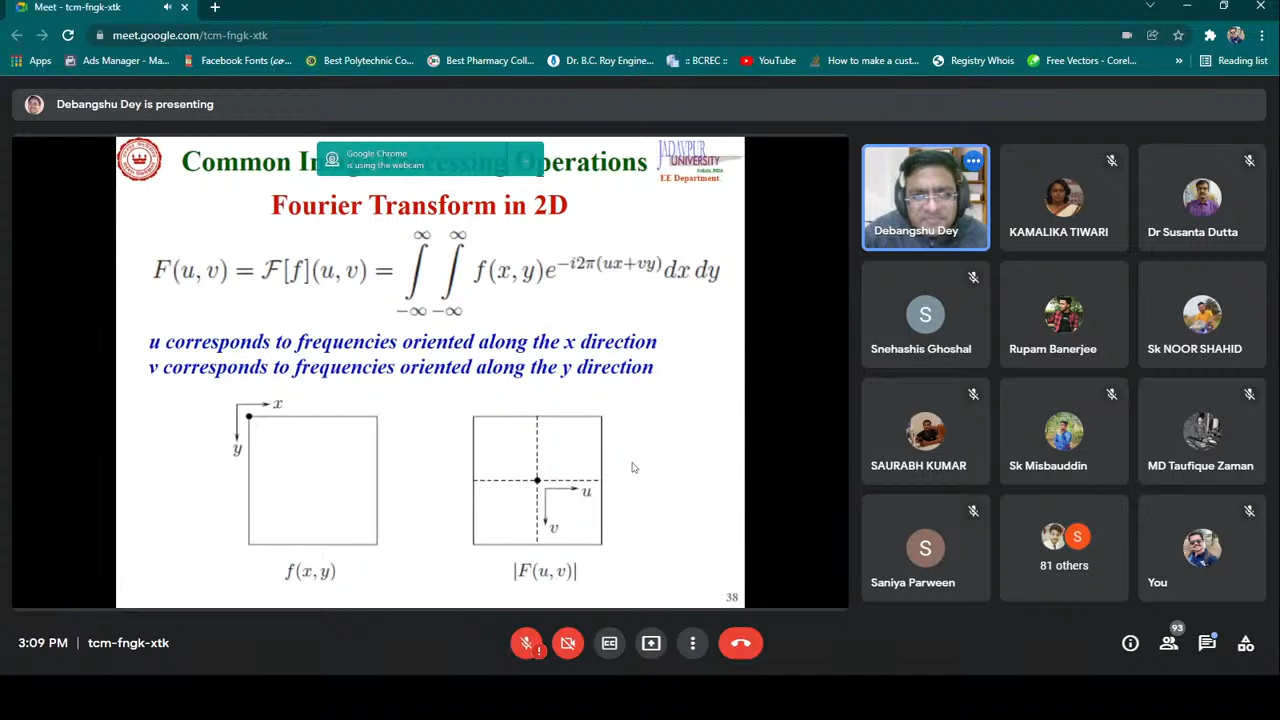 Meet - tcm-fngk-xtk
meet.google.com/tcm-fngk-xtk
Apps Ads Manager - Ma... Facebook Fonts (𝓬𝓸... Best Polytechnic Co... Best Pharmacy Coll... Dr. B.C. Roy Engine... :: BCREC :: YouTube How to make a cust... Registry Whois Free Vectors - Corel... » Reading list
Debangshu Dey is presenting
Common Im Operations
Google Chrome
is using the webcam
JADAVPUR
UNIVERSITY
EE Department.
Fourier Transform in 2D
F(u, v) = ℱ[f](u, v) = ∫_{-∞}^{∞} ∫_{-∞}^{∞} f(x, y)e^{-i2π(ux+vy)}dx dy
u corresponds to frequencies oriented along the x direction
v corresponds to frequencies oriented along the y direction
x
y
u
v
f(x, y)
|F(u, v)|
38
Debangshu Dey
KAMALIKA TIWARI
Dr Susanta Dutta
S
Snehashis Ghoshal
Rupam Banerjee
Sk NOOR SHAHID
SAURABH KUMAR
Sk Misbauddin
MD Taufique Zaman
S
Saniya Parween
S
81 others
You
3:09 PM | tcm-fngk-xtk
93